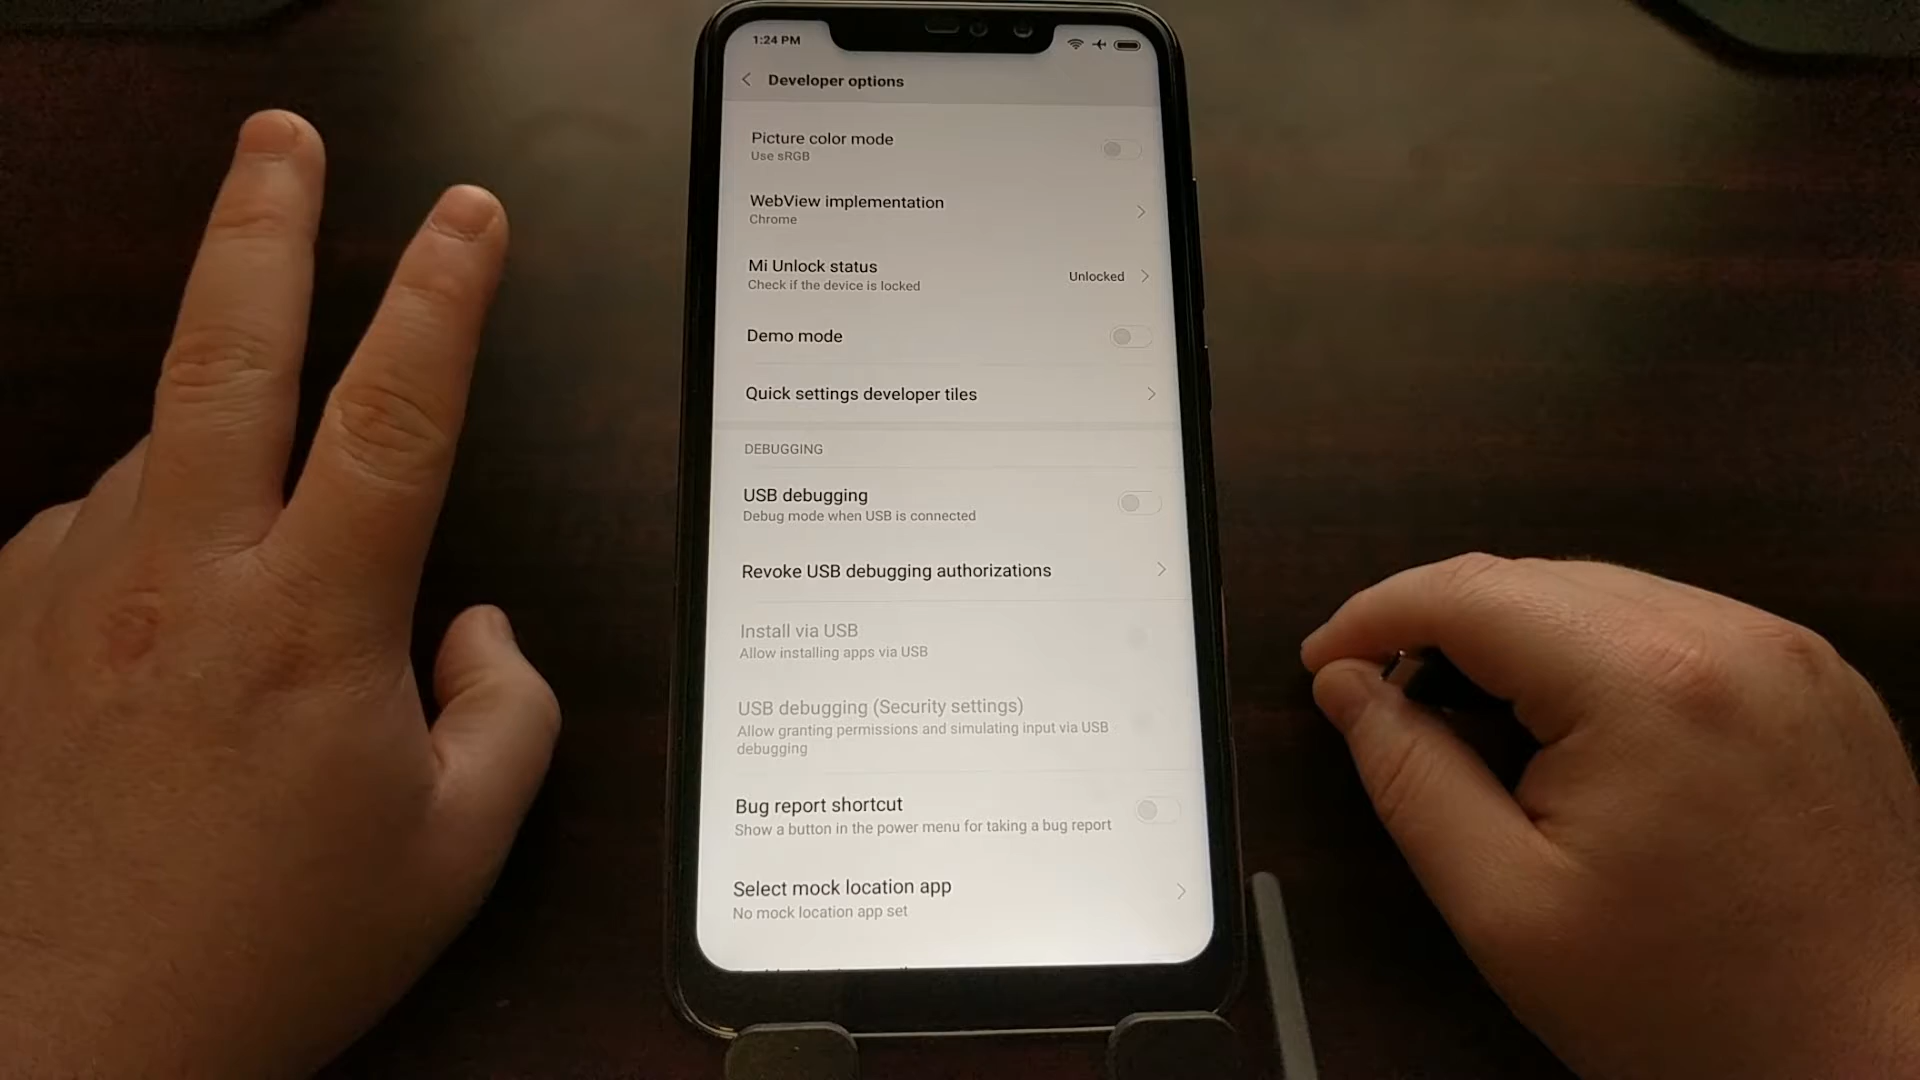 1:24 PM
Developer options
Picture color mode
Use sRGB
WebView implementation
Chrome
Mi Unlock status
Check if the device is locked
Unlocked
Demo mode
Quick settings developer tiles
DEBUGGING
USB debugging
Debug mode when USB is connected
Revoke USB debugging authorizations
Install via USB
Allow installing apps via USB
USB debugging (Security settings)
Allow granting permissions and simulating input via USB
debugging
Bug report shortcut
Show a button in the power menu for taking a bug report
Select mock location app
No mock location app set